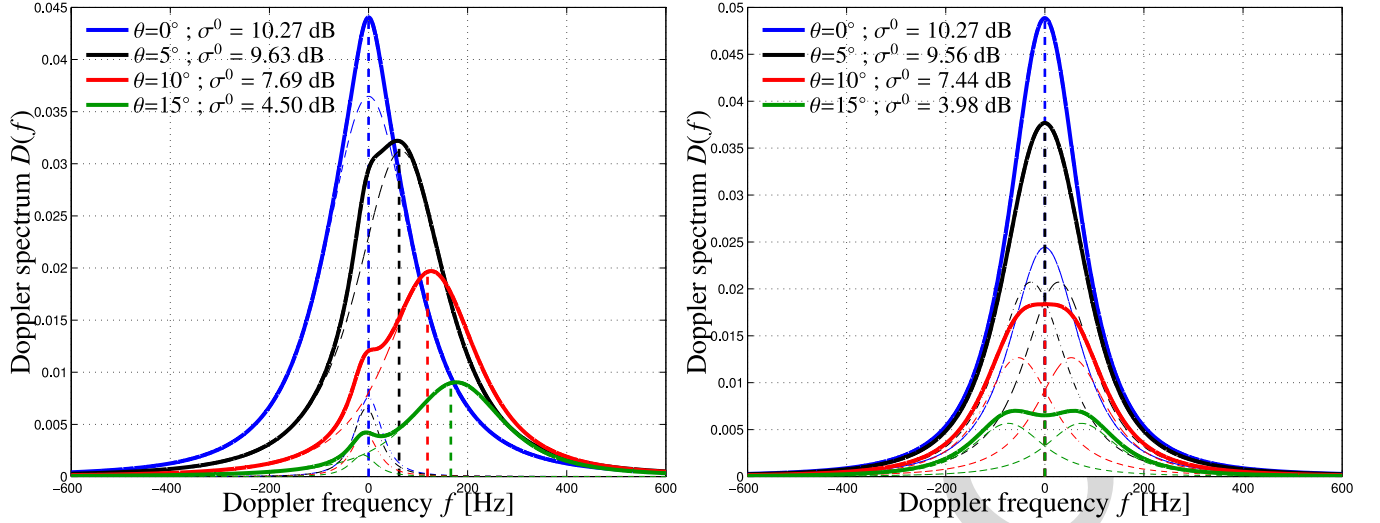 0.045
0.04
0.035
0.03
0.025
0.02
0.015
0.01
0.005
0
−600
−400
−200
0
200
400
600
Doppler spectrum D(f)
Doppler frequency f [Hz]
θ=0° ; σ⁰ = 10.27 dB
θ=5° ; σ⁰ = 9.63 dB
θ=10° ; σ⁰ = 7.69 dB
θ=15° ; σ⁰ = 4.50 dB
0.05
0.045
0.04
0.035
0.03
0.025
0.02
0.015
0.01
0.005
0
−600
−400
−200
0
200
400
600
Doppler spectrum D(f)
Doppler frequency f [Hz]
θ=0° ; σ⁰ = 10.27 dB
θ=5° ; σ⁰ = 9.56 dB
θ=10° ; σ⁰ = 7.44 dB
θ=15° ; σ⁰ = 3.98 dB